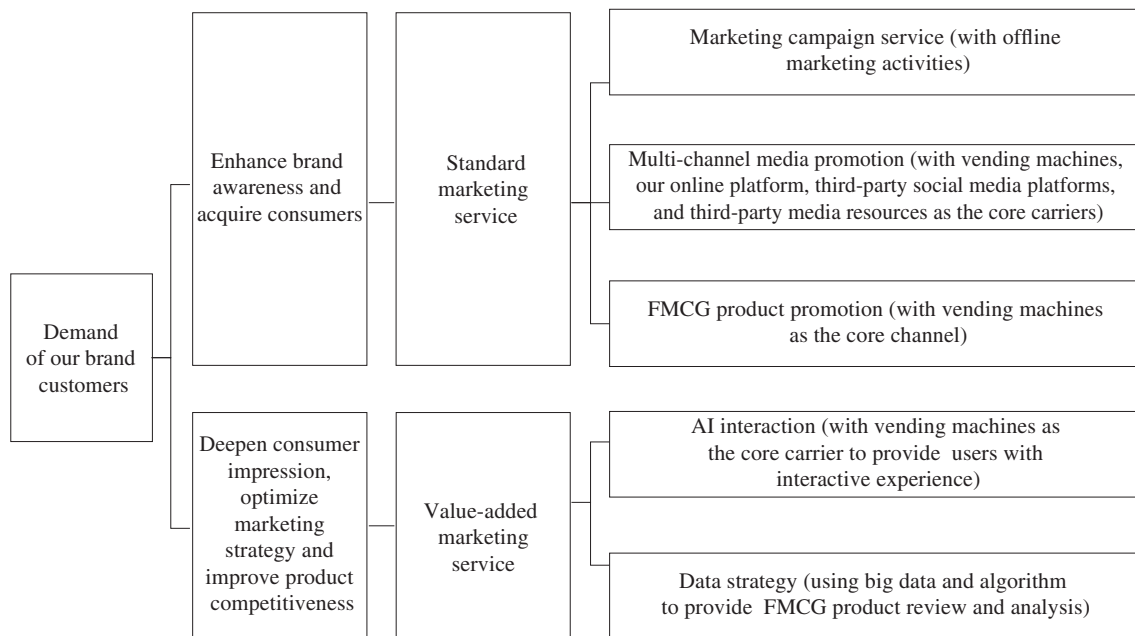 Demand
of our brand
customers
Enhance brand
awareness and
acquire consumers
Standard
marketing
service
Marketing campaign service (with offline
marketing activities)
Multi-channel media promotion (with vending machines,
our online platform, third-party social media platforms,
and third-party media resources as the core carriers)
FMCG product promotion (with vending machines
as the core channel)
Deepen consumer
impression,
optimize
marketing
strategy and
improve product
competitiveness
Value-added
marketing
service
AI interaction (with vending machines as
the core carrier to provide users with
interactive experience)
Data strategy (using big data and algorithm
to provide FMCG product review and analysis)